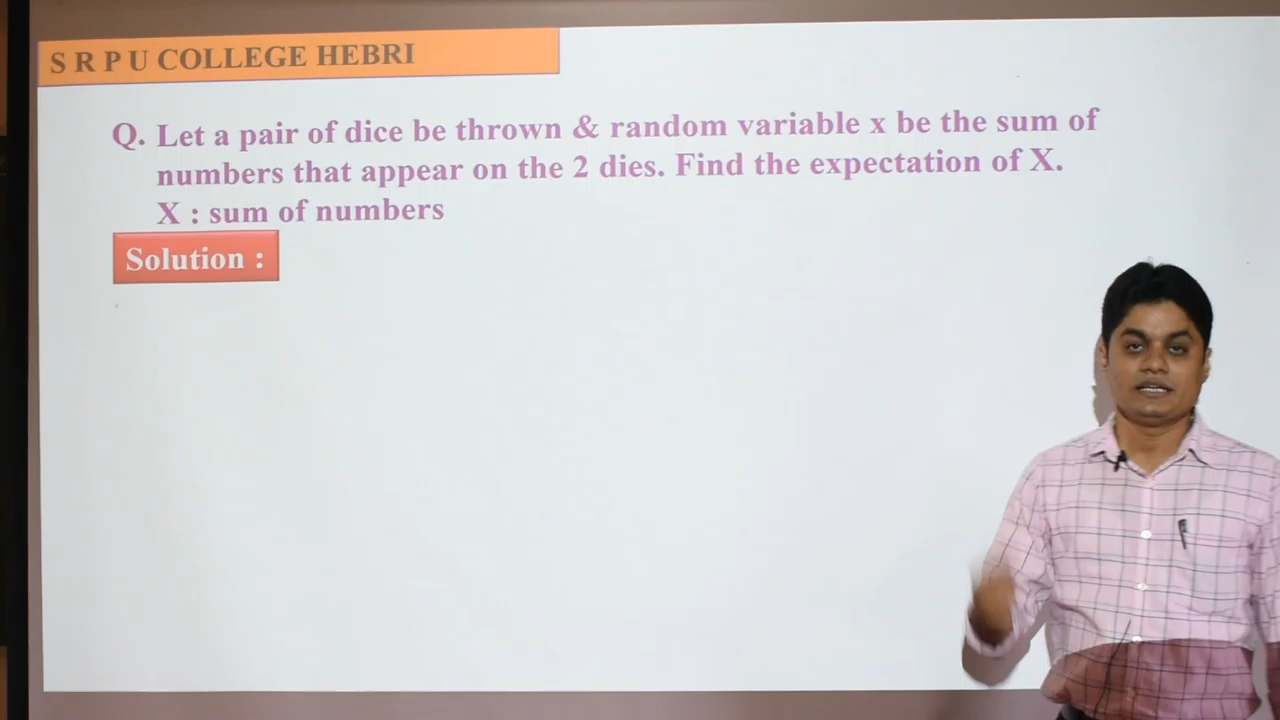 S R P U COLLEGE HEBRI
Q. Let a pair of dice be thrown & random variable x be the sum of
numbers that appear on the 2 dies. Find the expectation of X.
X : sum of numbers
Solution :